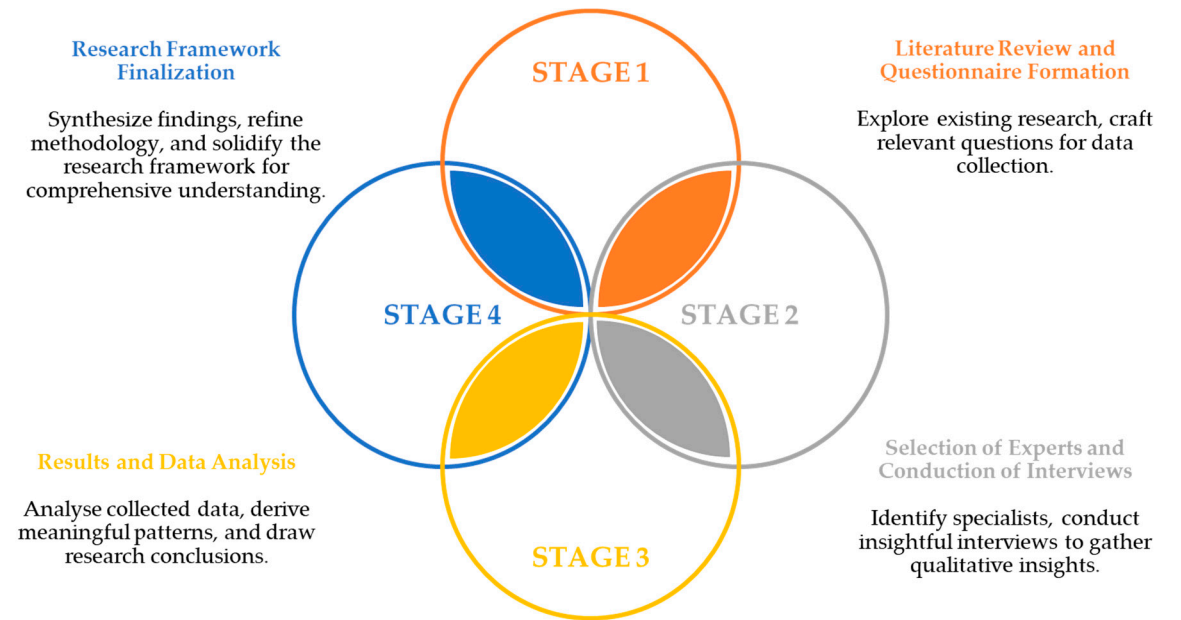 STAGE 1
Literature Review and
Questionnaire Formation
Explore existing research, craft
relevant questions for data
collection.
STAGE 2
Selection of Experts and
Conduction of Interviews
Identify specialists, conduct
insightful interviews to gather
qualitative insights.
STAGE 3
Results and Data Analysis
Analyse collected data, derive
meaningful patterns, and draw
research conclusions.
STAGE 4
Research Framework
Finalization
Synthesize findings, refine
methodology, and solidify the
research framework for
comprehensive understanding.